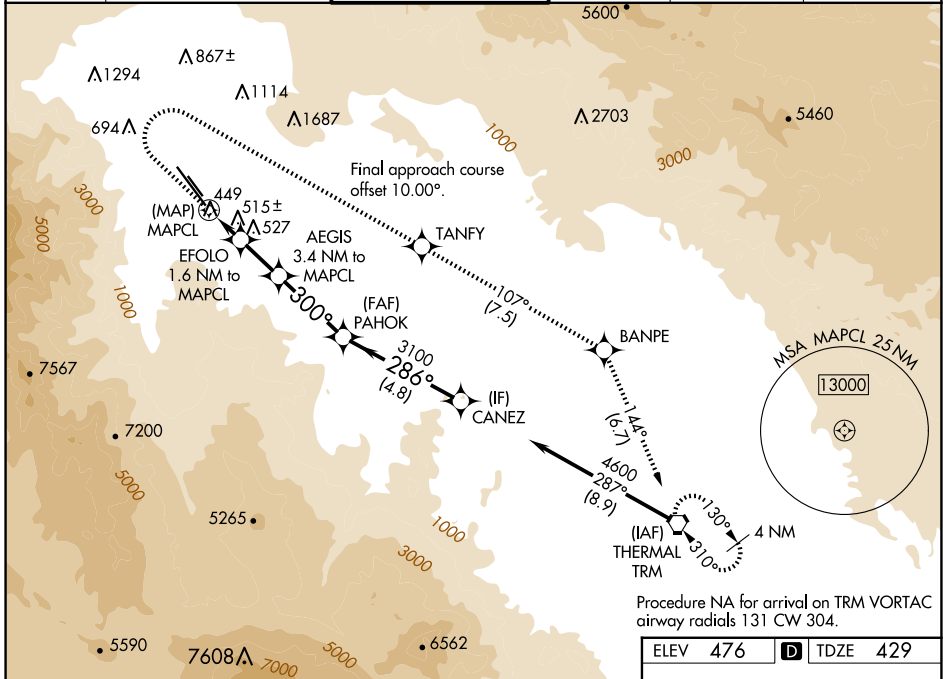 5600
867±
1294
1114
1687
2703
5460
694
1000
3000
Final approach course
offset 10.00°.
3000
5000
449
515±
527
(MAP)
MAPCL
TANFY
AEGIS
3.4 NM to
MAPCL
EFOLO
1.6 NM to
MAPCL
1000
300°
107°
(7.5)
(FAF)
PAHOK
BANPE
MSA MAPCL 25 NM
13000
3100
286°
(4.8)
7567
(IF)
CANEZ
144°
(6.7)
7200
5000
4600
287°
(8.9)
5265
1000
3000
130°
310°
4 NM
(IAF)
THERMAL
TRM
Procedure NA for arrival on TRM VORTAC
airway radials 131 CW 304.
5590
7608
7000
5000
6562
ELEV 476 D TDZE 429